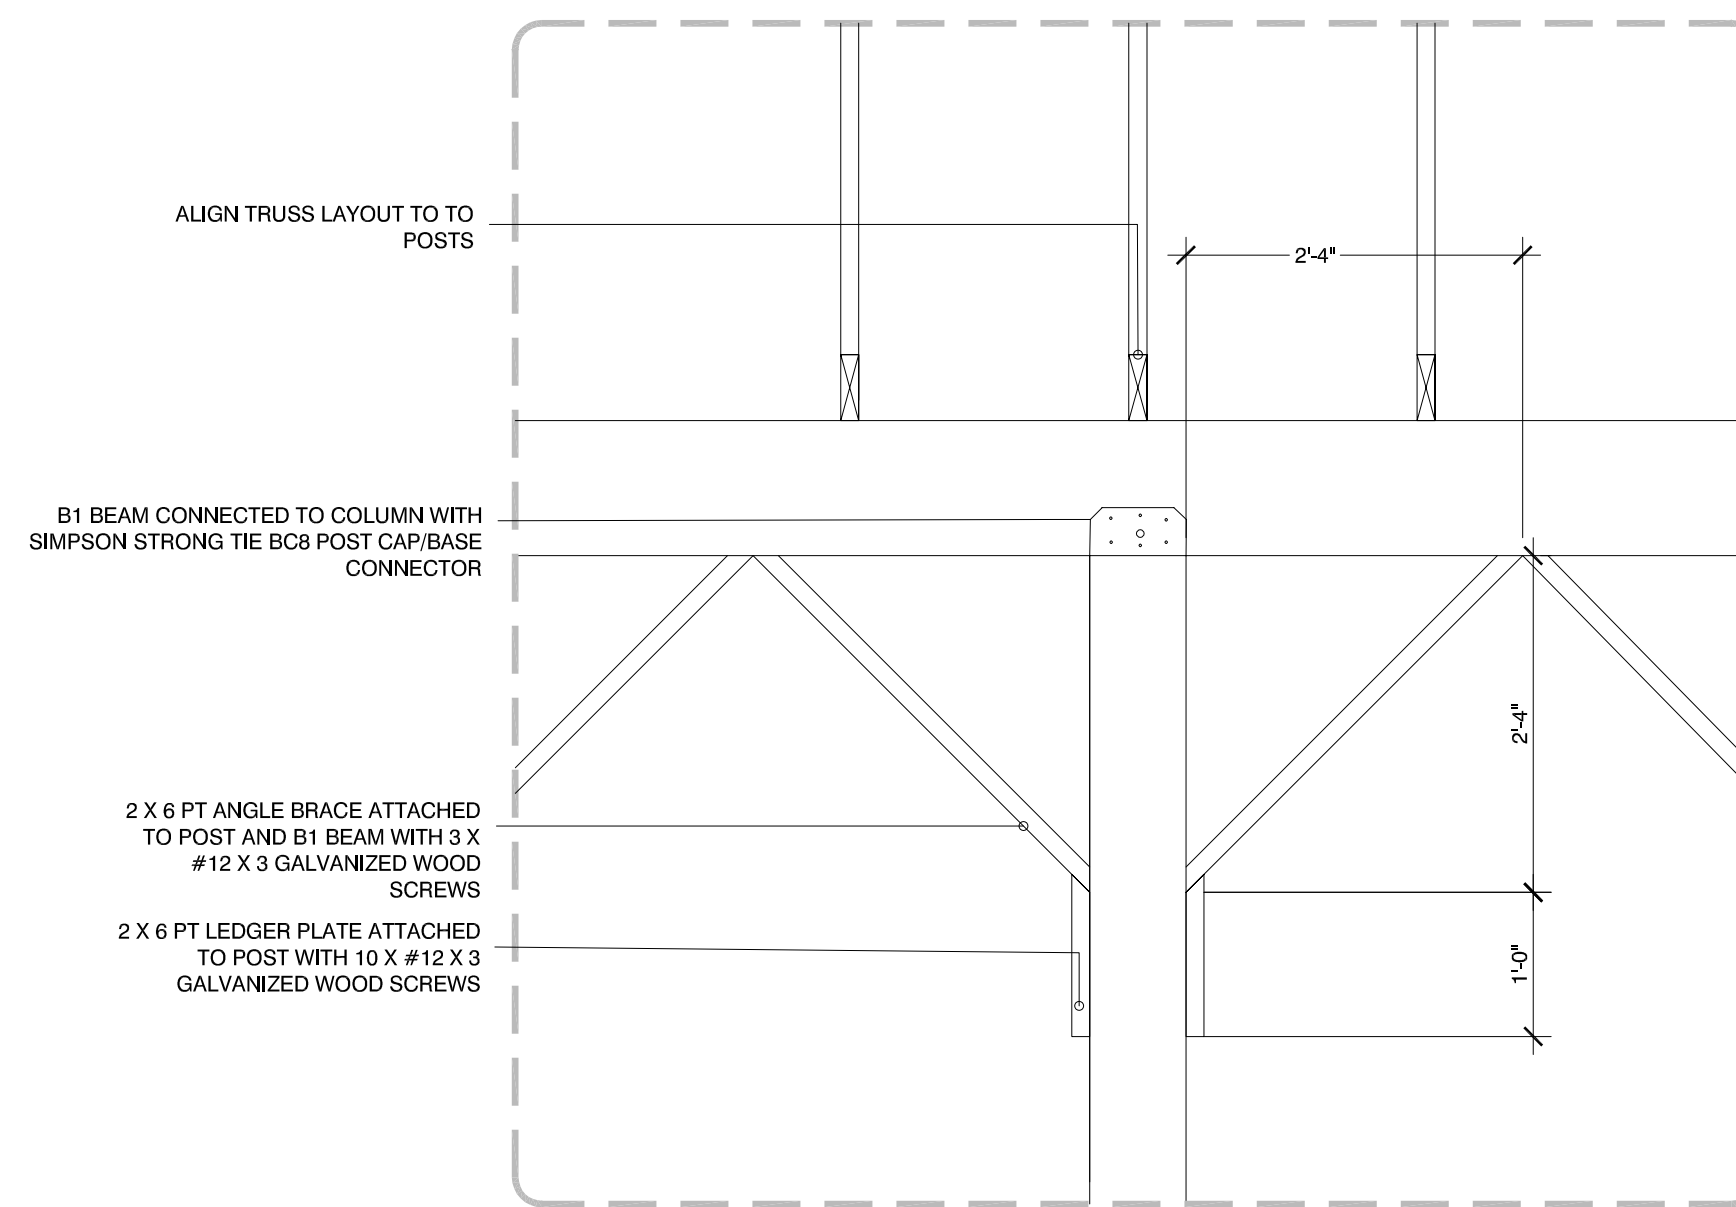 ALIGN TRUSS LAYOUT TO TO
POSTS
2'-4"
B1 BEAM CONNECTED TO COLUMN WITH
SIMPSON STRONG TIE BC8 POST CAP/BASE
CONNECTOR
2'-4"
2 X 6 PT ANGLE BRACE ATTACHED
TO POST AND B1 BEAM WITH 3 X
#12 X 3 GALVANIZED WOOD
SCREWS
2 X 6 PT LEDGER PLATE ATTACHED
TO POST WITH 10 X #12 X 3
GALVANIZED WOOD SCREWS
1'-0"